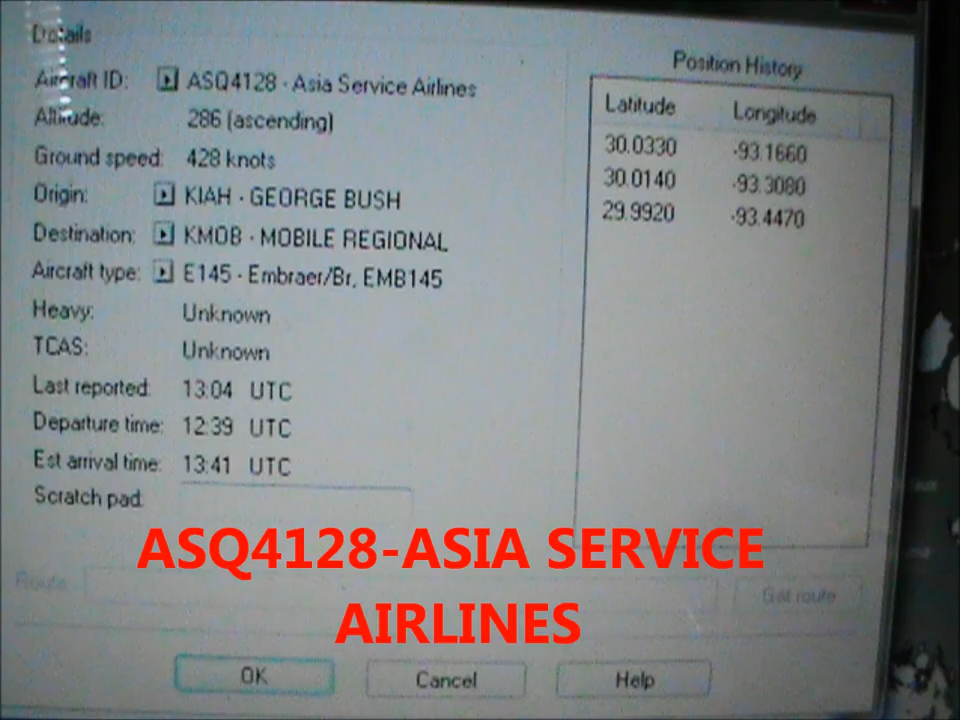 Details
Position History
Aircraft ID: ASQ4128 - Asia Service Airlines
Altitude: 286 (ascending)
Ground speed: 428 knots
Origin: KIAH - GEORGE BUSH
Destination: KMOB - MOBILE REGIONAL
Aircraft type: E145 - Embraer/Br, EMB145
Heavy: Unknown
TCAS: Unknown
Last reported: 13:04 UTC
Departure time: 12:39 UTC
Est arrival time: 13:41 UTC
Scratch pad:
Latitude Longitude
30.0330 -93.1660
30.0140 -93.3080
29.9920 -93.4470
ASQ4128-ASIA SERVICE
AIRLINES
Route
Get route
OK Cancel Help